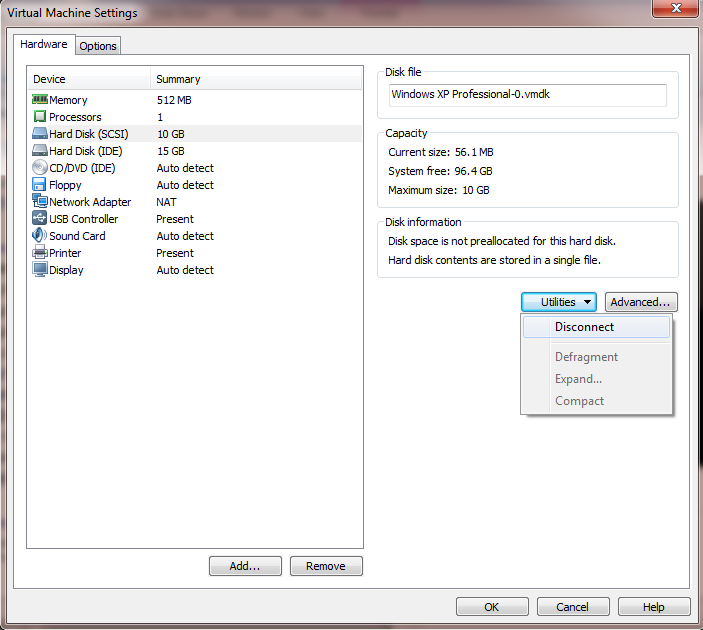 Virtual Machine Settings
Hardware Options
Device Summary
Memory 512 MB
Processors 1
Hard Disk (SCSI) 10 GB
Hard Disk (IDE) 15 GB
CD/DVD (IDE) Auto detect
Floppy Auto detect
Network Adapter NAT
USB Controller Present
Sound Card Auto detect
Printer Present
Display Auto detect
Add... Remove
Disk file
Windows XP Professional-0.vmdk
Capacity
Current size: 56.1 MB
System free: 96.4 GB
Maximum size: 10 GB
Disk information
Disk space is not preallocated for this hard disk.
Hard disk contents are stored in a single file.
Utilities Advanced...
Disconnect
Defragment
Expand...
Compact
OK Cancel Help